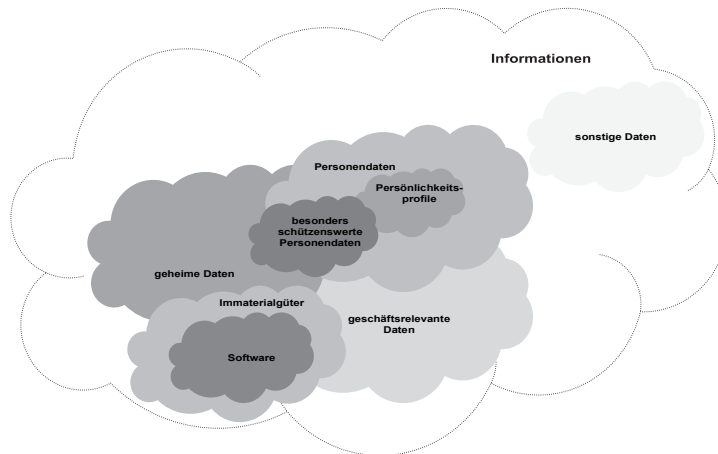 Informationen
sonstige Daten
Personendaten
Persönlichkeits-
profile
besonders
schützenswerte
Personendaten
geheime Daten
Immaterialgüter
geschäftsrelevante
Daten
Software